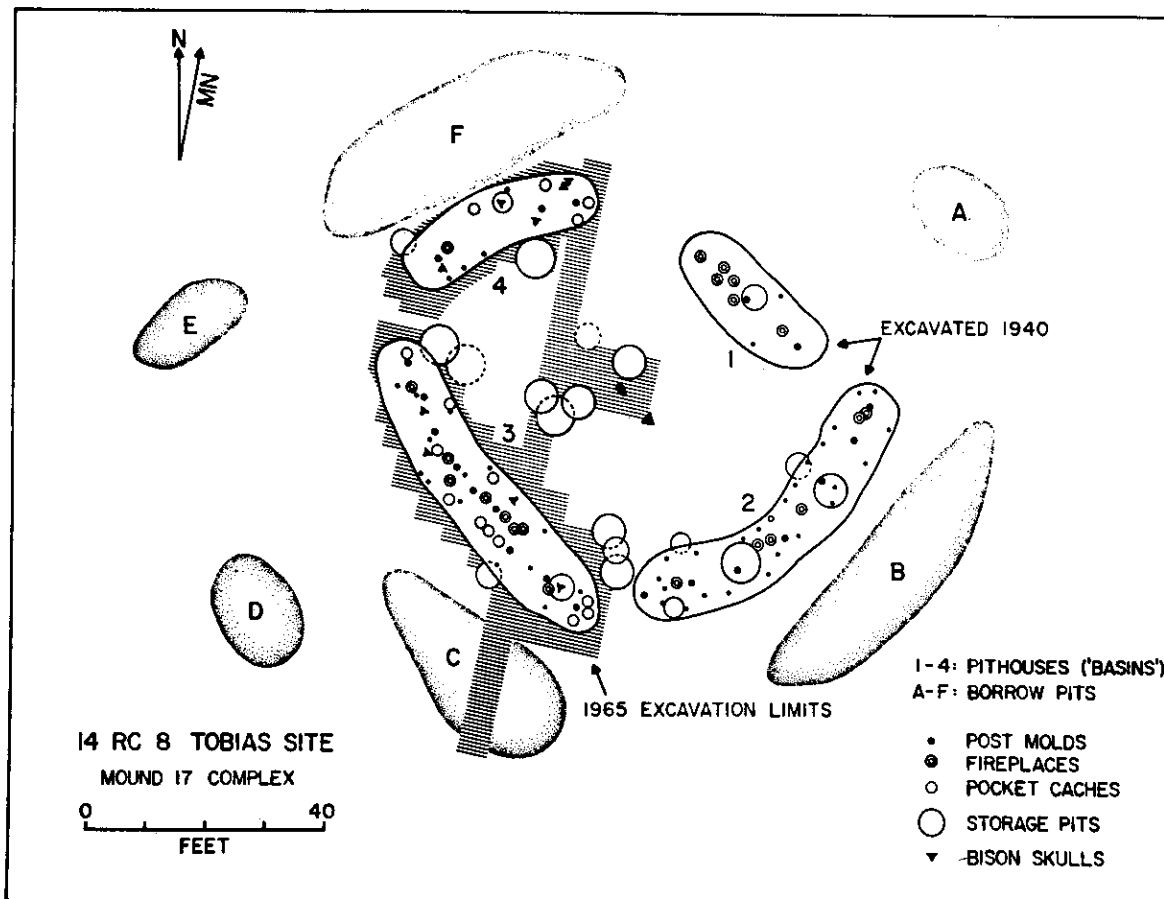 N
MN
F
A
E
4
1
EXCAVATED 1940
3
2
D
C
B
1965 EXCAVATION LIMITS
1-4: PITHOUSES ('BASINS')
A-F: BORROW PITS
POST MOLDS
FIREPLACES
POCKET CACHES
STORAGE PITS
BISON SKULLS
14 RC 8 TOBIAS SITE
MOUND 17 COMPLEX
0 40
FEET